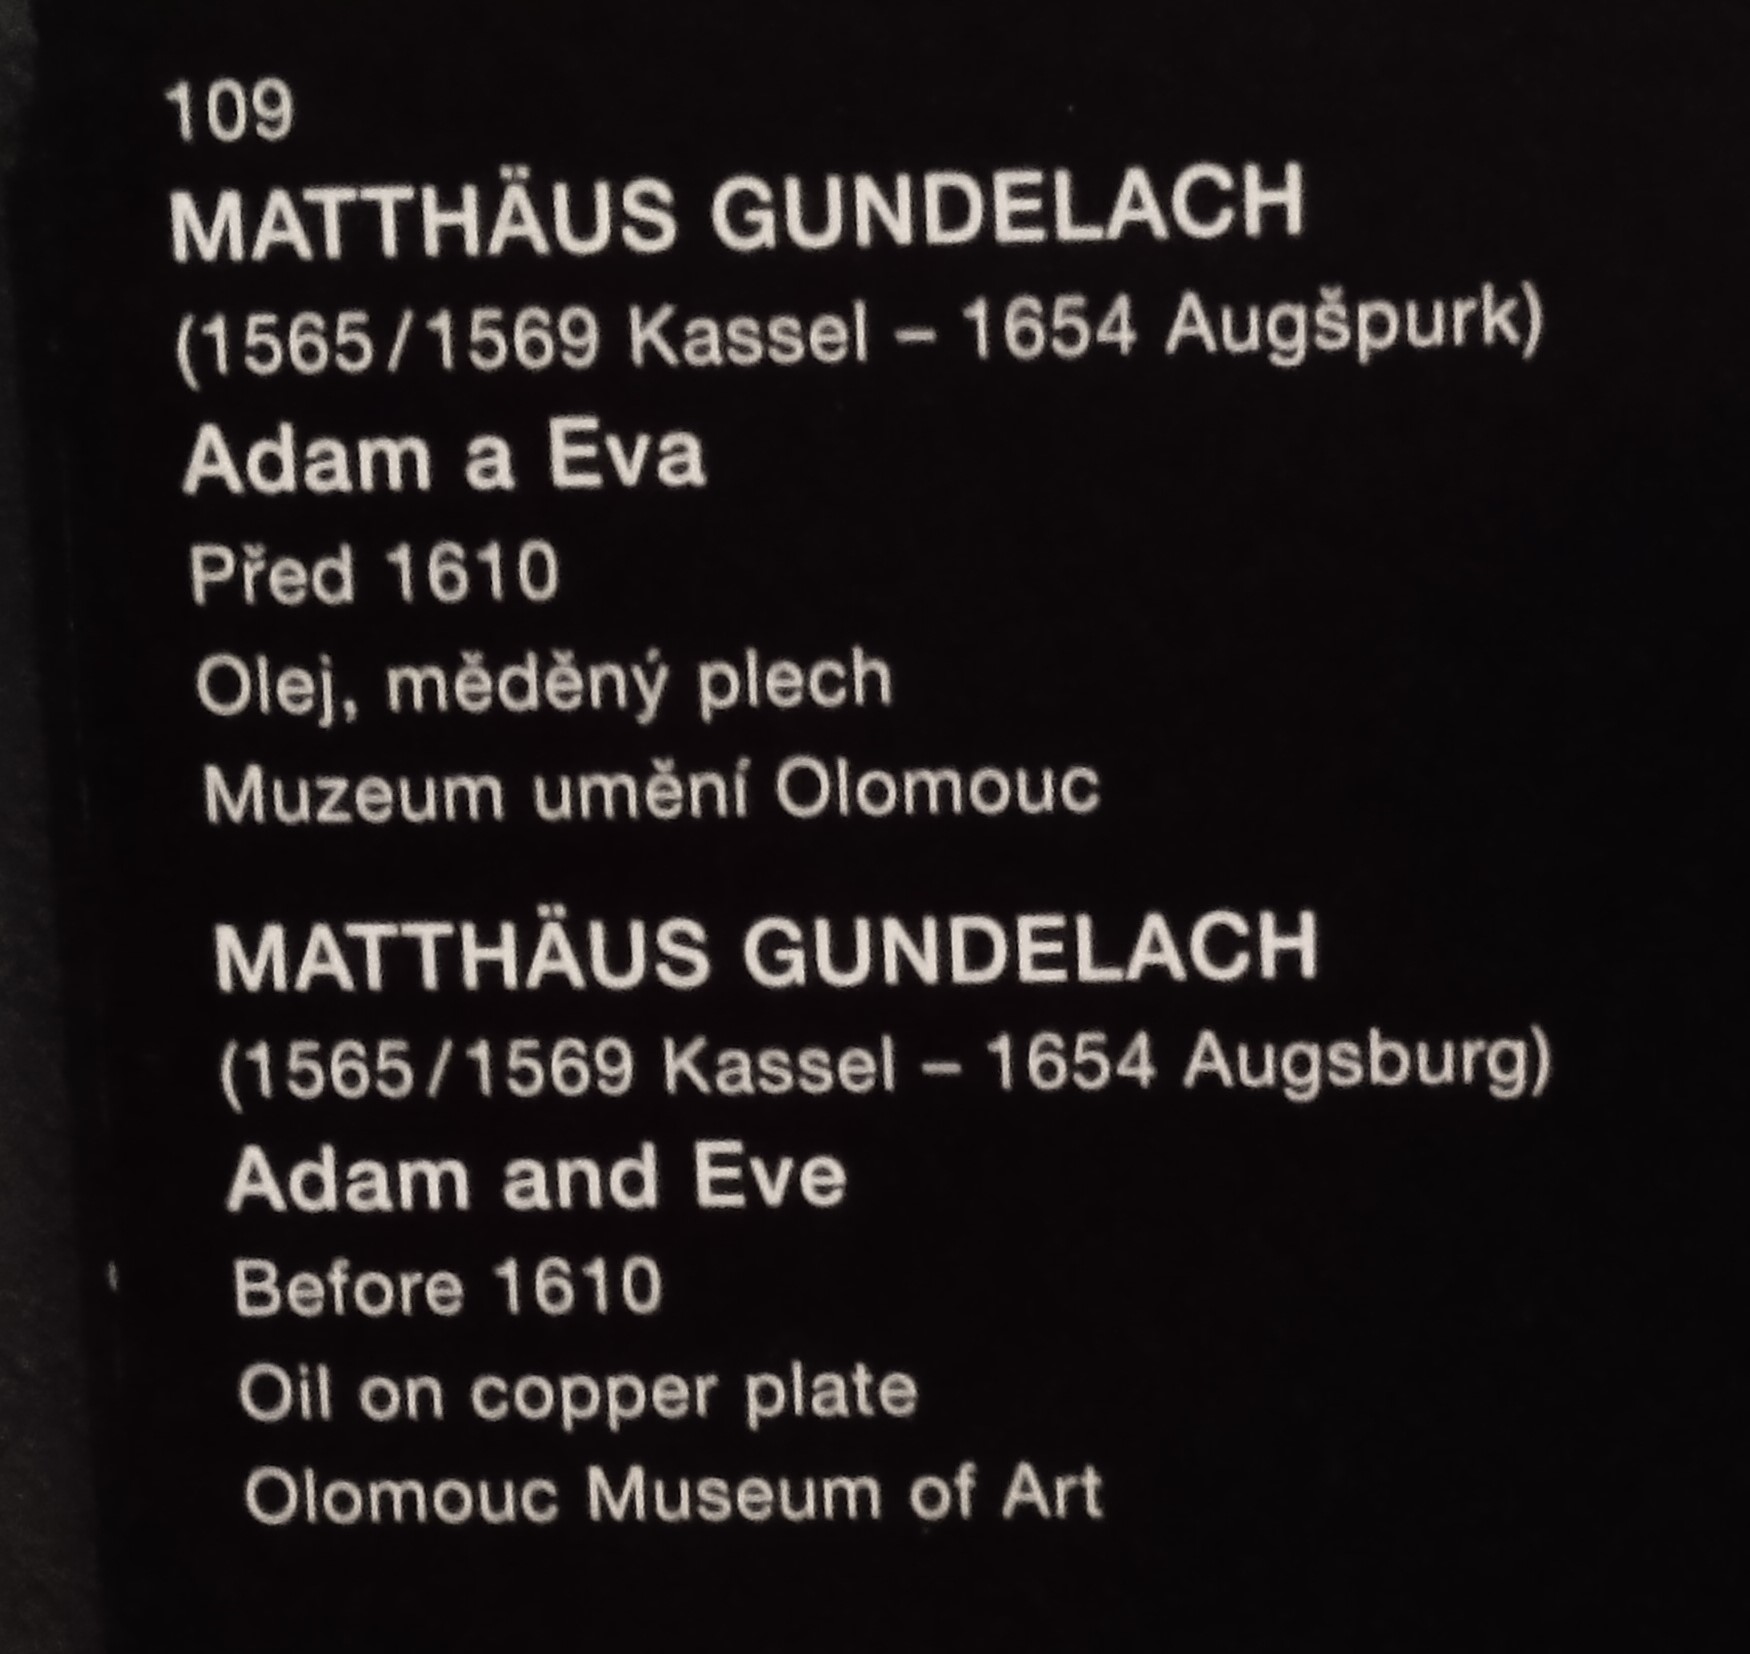 109
MATTHÄUS GUNDELACH
(1565/1569 Kassel – 1654 Augšpurk)
Adam a Eva
Před 1610
Olej, měděný plech
Muzeum umění Olomouc
MATTHÄUS GUNDELACH
(1565/1569 Kassel – 1654 Augsburg)
Adam and Eve
Before 1610
Oil on copper plate
Olomouc Museum of Art